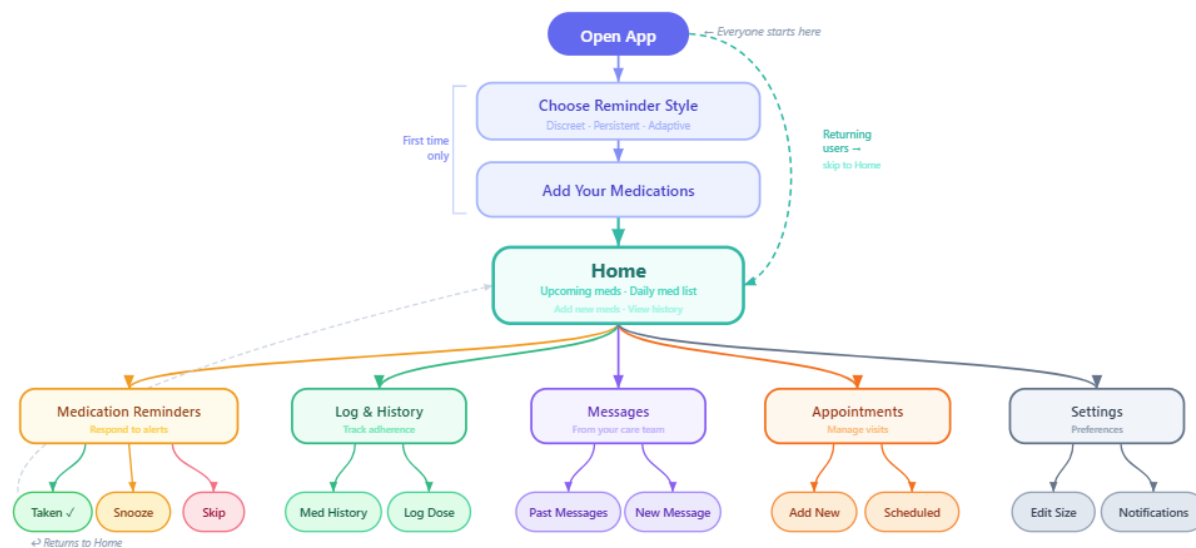 Open App
← Everyone starts here
Choose Reminder Style
Discreet · Persistent · Adaptive
First time
only
Returning
users →
skip to Home
Add Your Medications
Home
Upcoming meds · Daily med list
Add new meds · View history
Medication Reminders
Respond to alerts
Log & History
Track adherence
Messages
From your care team
Appointments
Manage visits
Settings
Preferences
Taken ✓
Snooze
Skip
Med History
Log Dose
Past Messages
New Message
Add New
Scheduled
Edit Size
Notifications
↩ Returns to Home